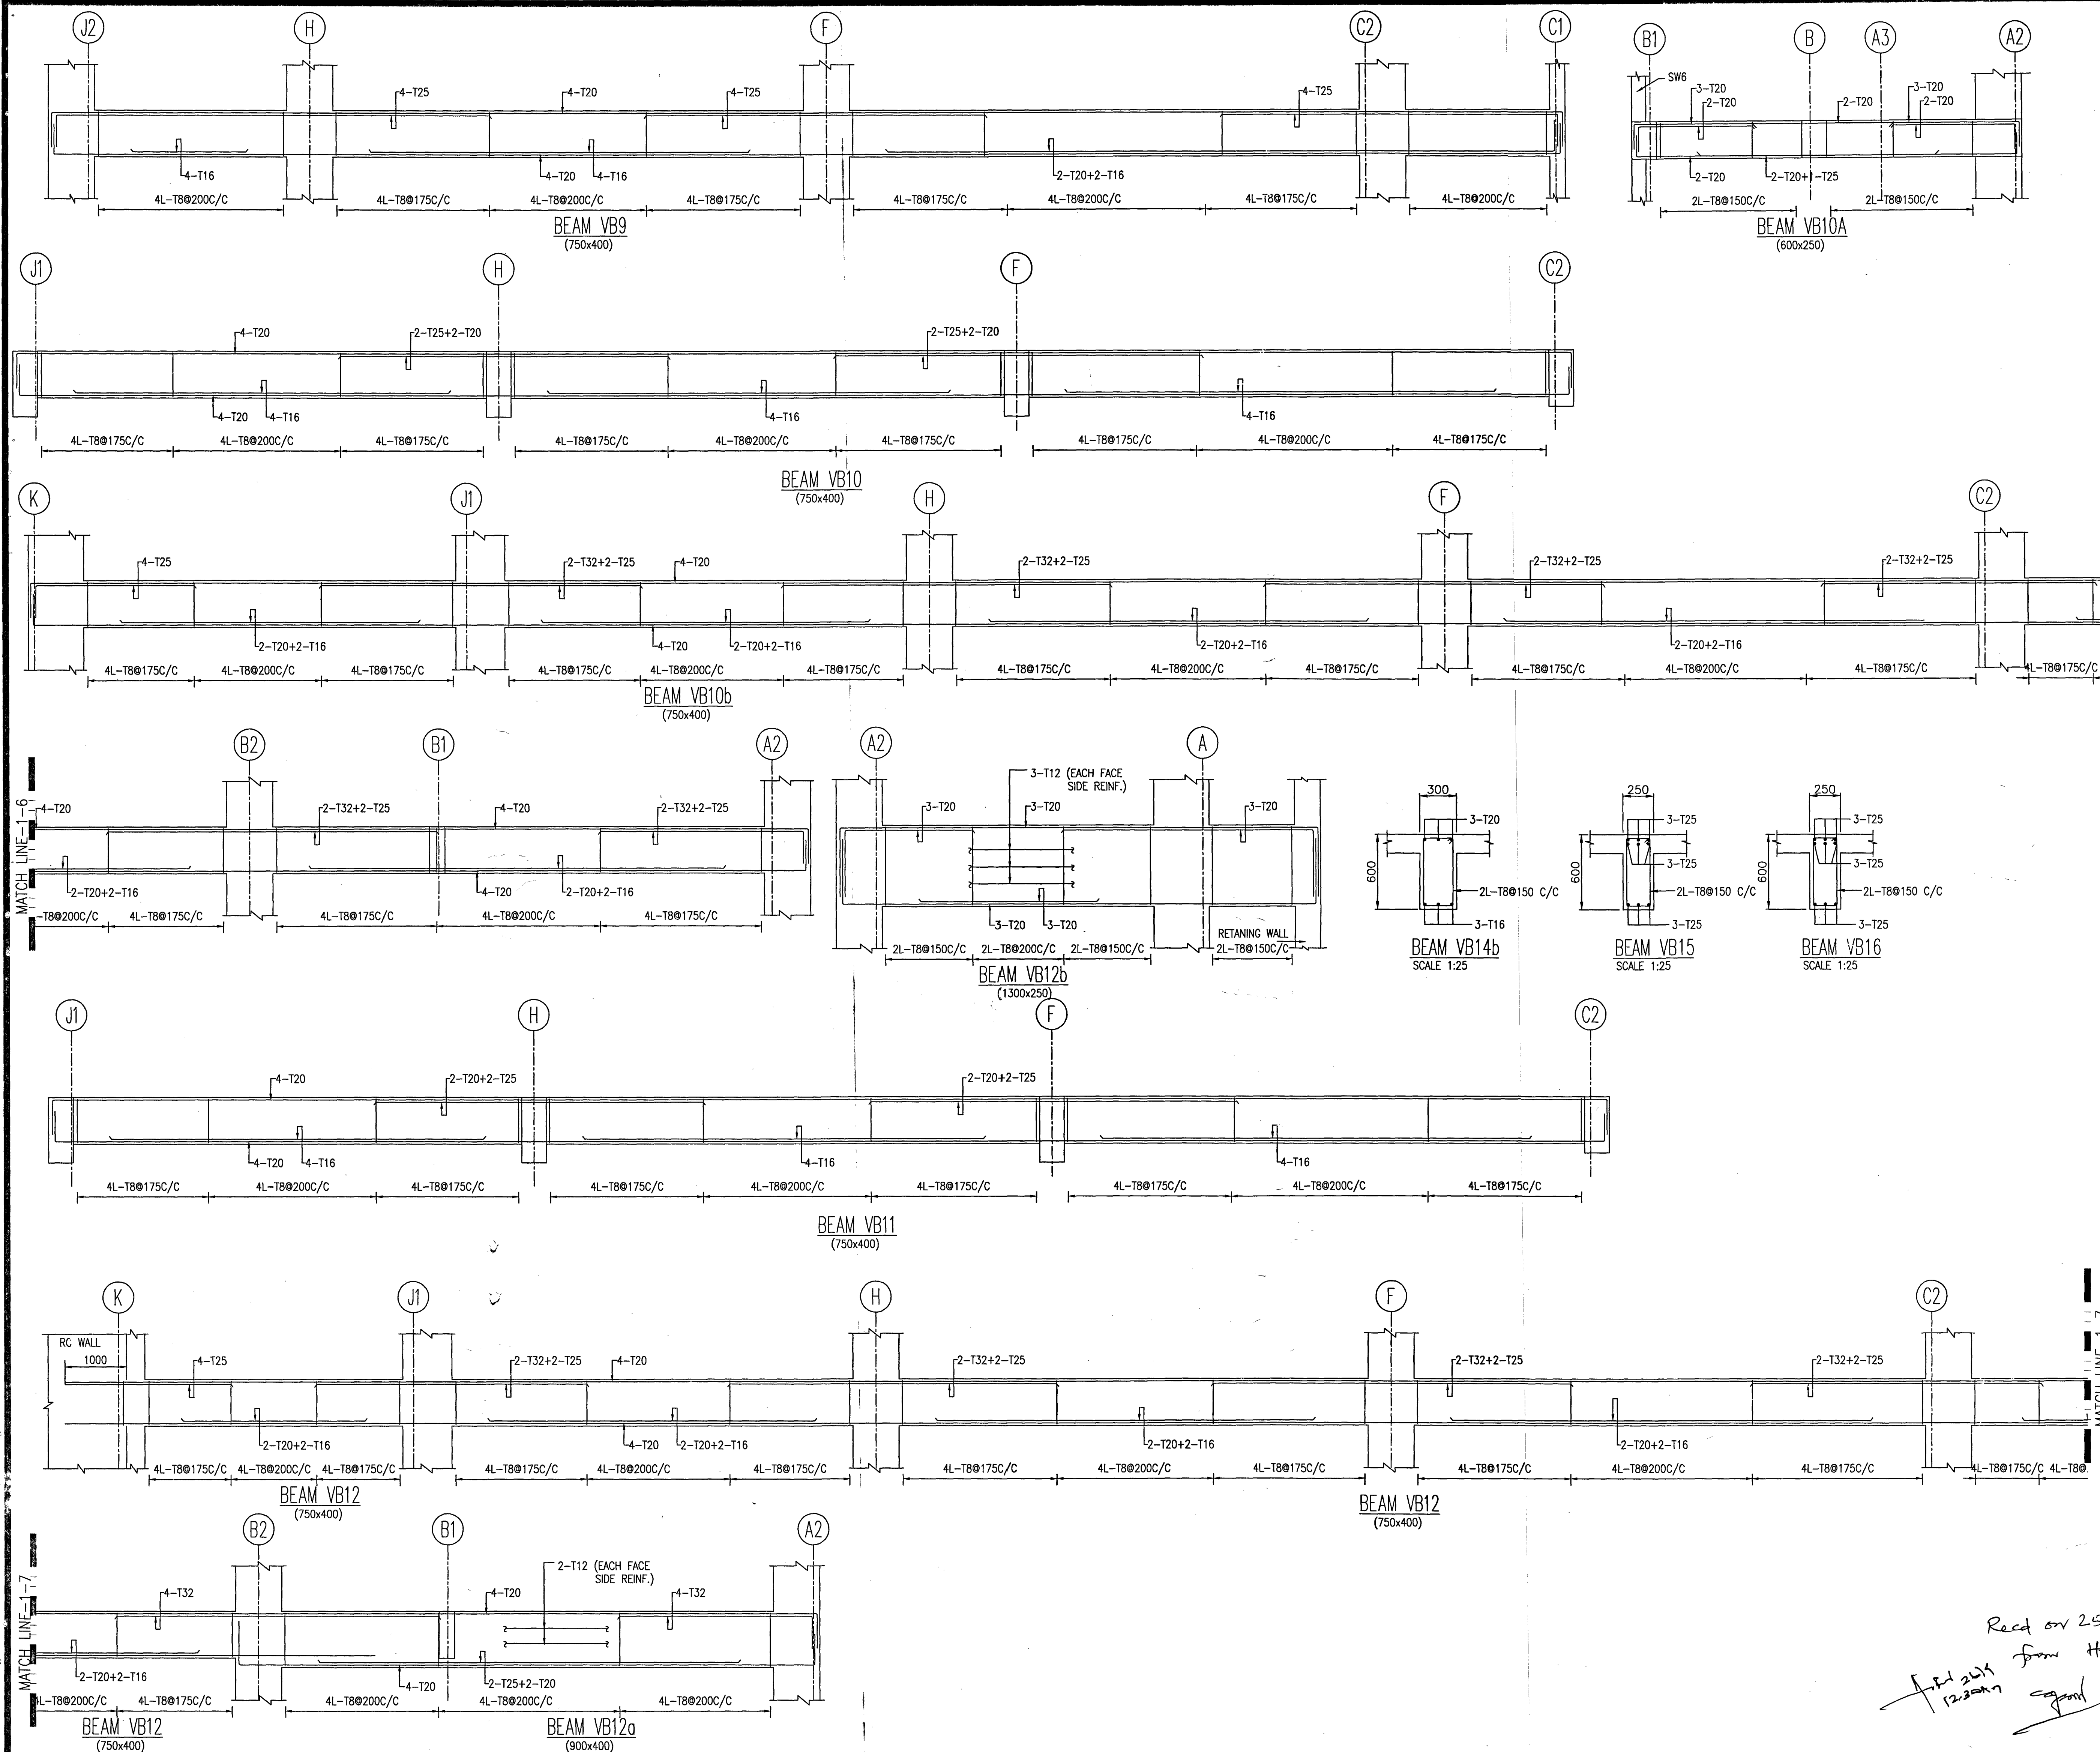 J2 H F C2 C1 B1 B A3 A2
SW6
4-T25 4-T20 4-T25 4-T25 3-T20 2-T20 2-T20 3-T20 2-T20
4-T16 4-T20 4-T16 2-T20+2-T16 2-T20 2-T20+1-T25
4L-T8@200C/C 4L-T8@175C/C 4L-T8@200C/C 4L-T8@175C/C 4L-T8@175C/C 4L-T8@200C/C 4L-T8@175C/C 4L-T8@200C/C 2L-T8@150C/C 2L-T8@150C/C
BEAM VB9 BEAM VB10A
(750x400) (600x250)
J1 H F C2
4-T20 2-T25+2-T20 2-T25+2-T20
4-T20 4-T16 4-T16 4-T16
4L-T8@175C/C 4L-T8@200C/C 4L-T8@175C/C 4L-T8@175C/C 4L-T8@200C/C 4L-T8@175C/C 4L-T8@175C/C 4L-T8@200C/C 4L-T8@175C/C
BEAM VB10
(750x400)
K J1 H F C2
4-T25 2-T32+2-T25 4-T20 2-T32+2-T25 2-T32+2-T25 2-T32+2-T25
2-T20+2-T16 4-T20 2-T20+2-T16 2-T20+2-T16 2-T20+2-T16
4L-T8@175C/C 4L-T8@200C/C 4L-T8@175C/C 4L-T8@175C/C 4L-T8@200C/C 4L-T8@175C/C 4L-T8@175C/C 4L-T8@200C/C 4L-T8@175C/C 4L-T8@175C/C 4L-T8@200C/C 4L-T8@175C/C 4L-T8@175C/C
BEAM VB10b
(750x400)
MATCH LINE-1-6
B2 B1 A2
4-T20 2-T32+2-T25 4-T20 2-T32+2-T25
2-T20+2-T16 4-T20 2-T20+2-T16
-T8@200C/C 4L-T8@175C/C 4L-T8@175C/C 4L-T8@200C/C 4L-T8@175C/C
A2 A
3-T12 (EACH FACE
SIDE REINF.)
3-T20 3-T20 3-T20
3-T20 3-T20
RETANING WALL
2L-T8@150C/C 2L-T8@200C/C 2L-T8@150C/C 2L-T8@150C/C
BEAM VB12b
(1300x250)
300
3-T20
600
2L-T8@150 C/C
3-T16
BEAM VB14b
SCALE 1:25
250
3-T25
3-T25
600
2L-T8@150 C/C
3-T25
BEAM VB15
SCALE 1:25
250
3-T25
3-T25
600
2L-T8@150 C/C
3-T25
BEAM VB16
SCALE 1:25
J1 H F C2
4-T20 2-T20+2-T25 2-T20+2-T25
4-T20 4-T16 4-T16 4-T16
4L-T8@175C/C 4L-T8@200C/C 4L-T8@175C/C 4L-T8@175C/C 4L-T8@200C/C 4L-T8@175C/C 4L-T8@175C/C 4L-T8@200C/C 4L-T8@175C/C
BEAM VB11
(750x400)
K J1 H F C2
RC WALL
1000
4-T25 2-T32+2-T25 4-T20 2-T32+2-T25 2-T32+2-T25 2-T32+2-T25
2-T20+2-T16 4-T20 2-T20+2-T16 2-T20+2-T16 2-T20+2-T16
4L-T8@175C/C 4L-T8@200C/C 4L-T8@175C/C 4L-T8@175C/C 4L-T8@200C/C 4L-T8@175C/C 4L-T8@175C/C 4L-T8@200C/C 4L-T8@175C/C 4L-T8@175C/C 4L-T8@200C/C 4L-T8@175C/C 4L-T8@175C/C 4L-T8@
BEAM VB12 BEAM VB12
(750x400) (750x400)
MATCH LINE-1-7
MATCH LINE-1-7
B2 B1 A2
2-T12 (EACH FACE
SIDE REINF.)
4-T32 4-T20 4-T32
2-T20+2-T16 4-T20 2-T25+2-T20
L-T8@200C/C 4L-T8@175C/C 4L-T8@200C/C 4L-T8@200C/C 4L-T8@200C/C
BEAM VB12 BEAM VB12a
(750x400) (900x400)
Recd on 25
from H